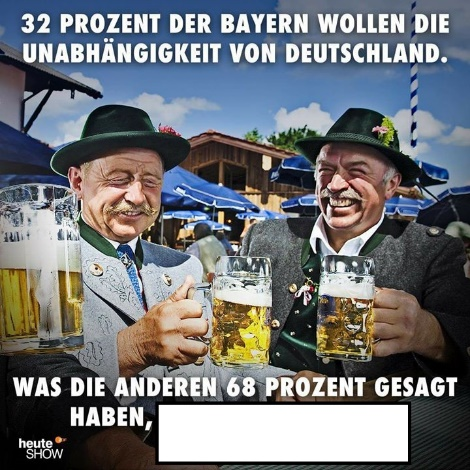 32 PROZENT DER BAYERN WOLLEN DIE
UNABHÄNGIGKEIT VON DEUTSCHLAND.
WAS DIE ANDEREN 68 PROZENT GESAGT
HABEN,
heute
SHOW